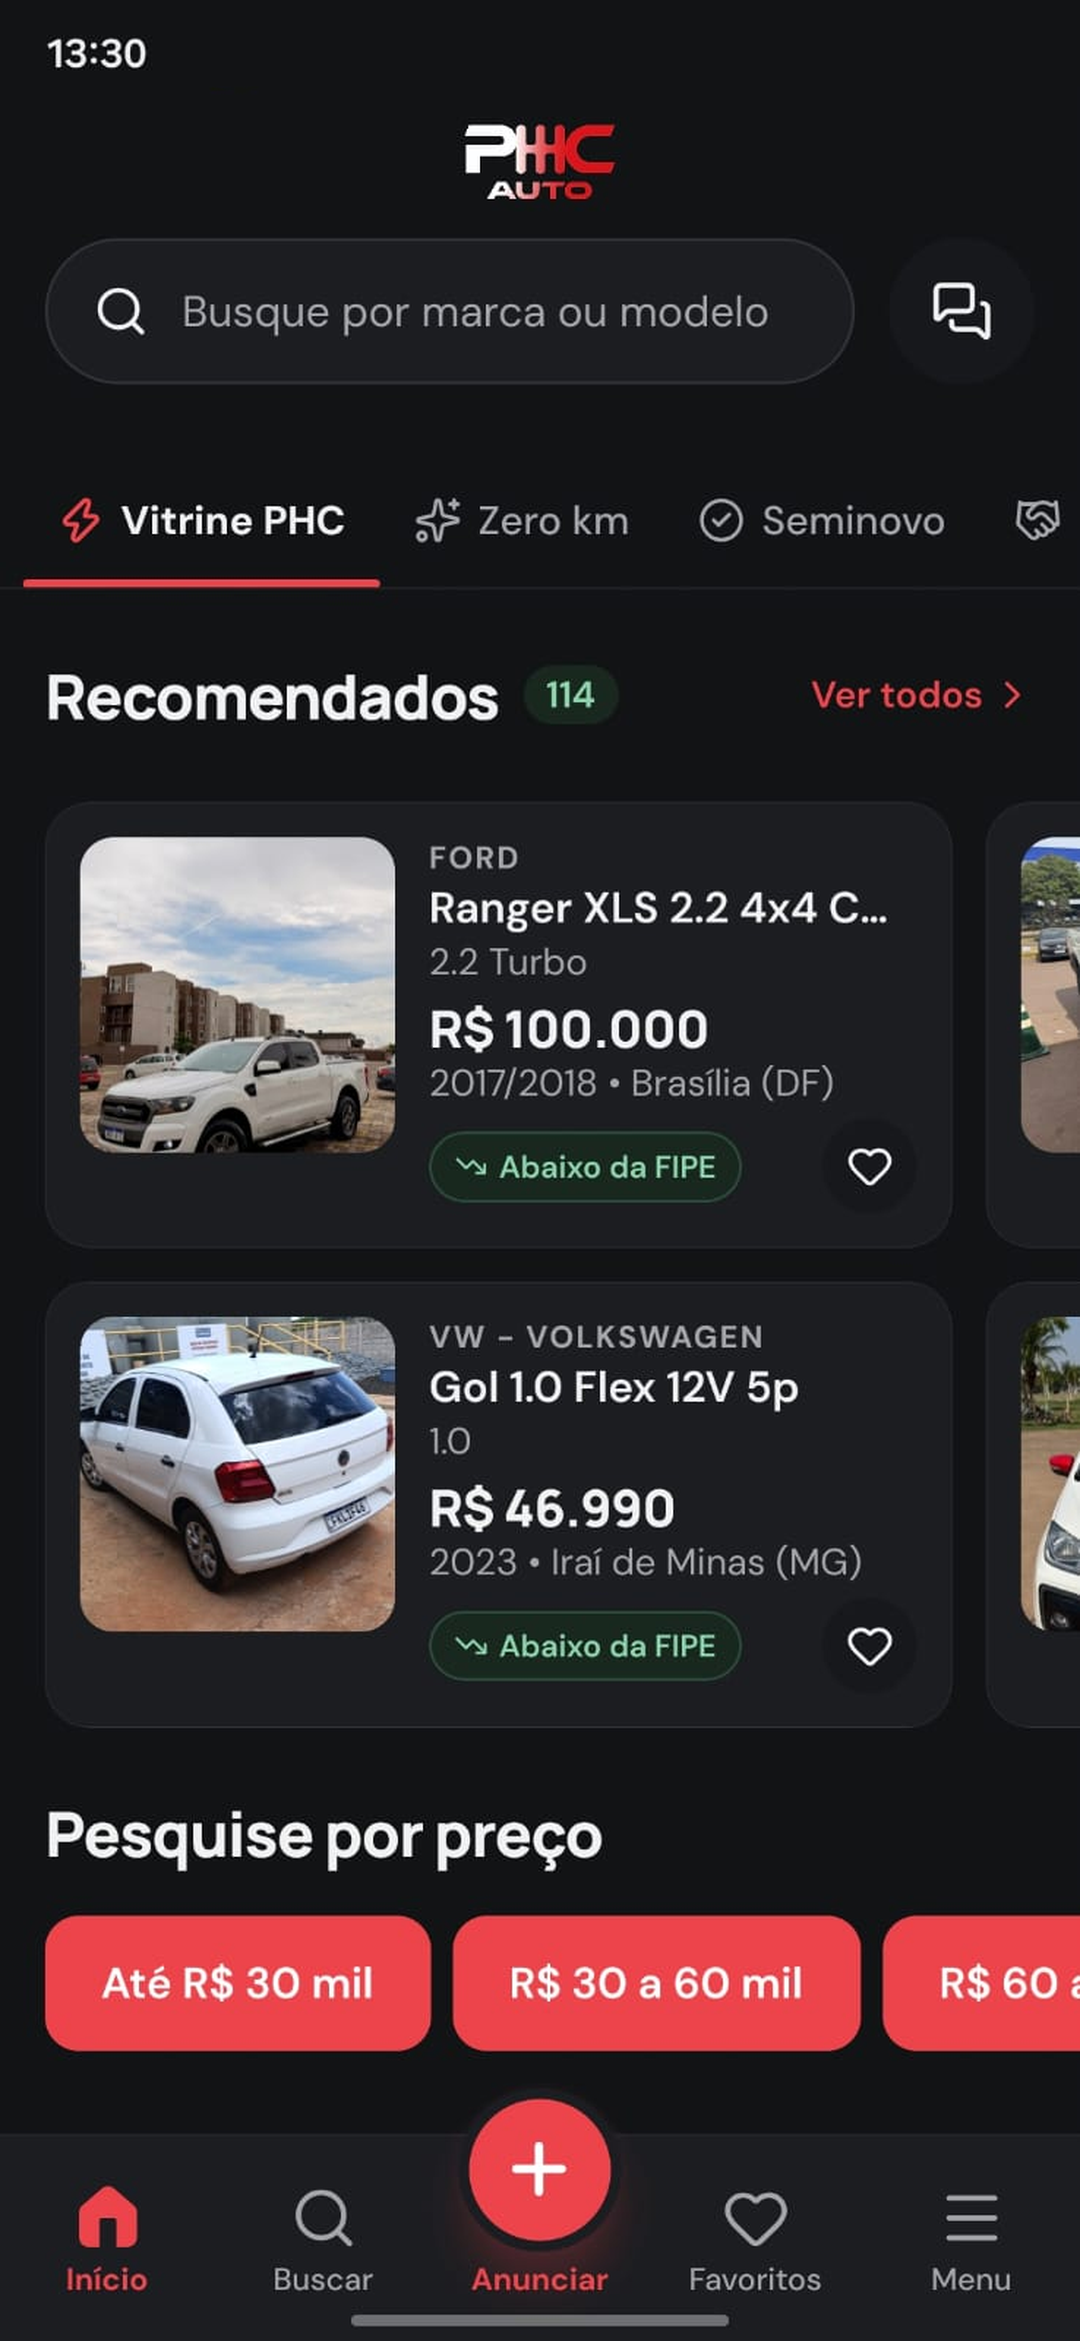 13:30
PHC
AUTO
Busque por marca ou modelo
Vitrine PHC
Zero km
Seminovo
Recomendados
114
Ver todos
FORD
Ranger XLS 2.2 4x4 C...
2.2 Turbo
R$ 100.000
2017/2018 • Brasília (DF)
Abaixo da FIPE
VW - VOLKSWAGEN
Gol 1.0 Flex 12V 5p
1.0
R$ 46.990
2023 • Iraí de Minas (MG)
Abaixo da FIPE
Pesquise por preço
Até R$ 30 mil
R$ 30 a 60 mil
R$ 60 a
Início
Buscar
Anunciar
Favoritos
Menu